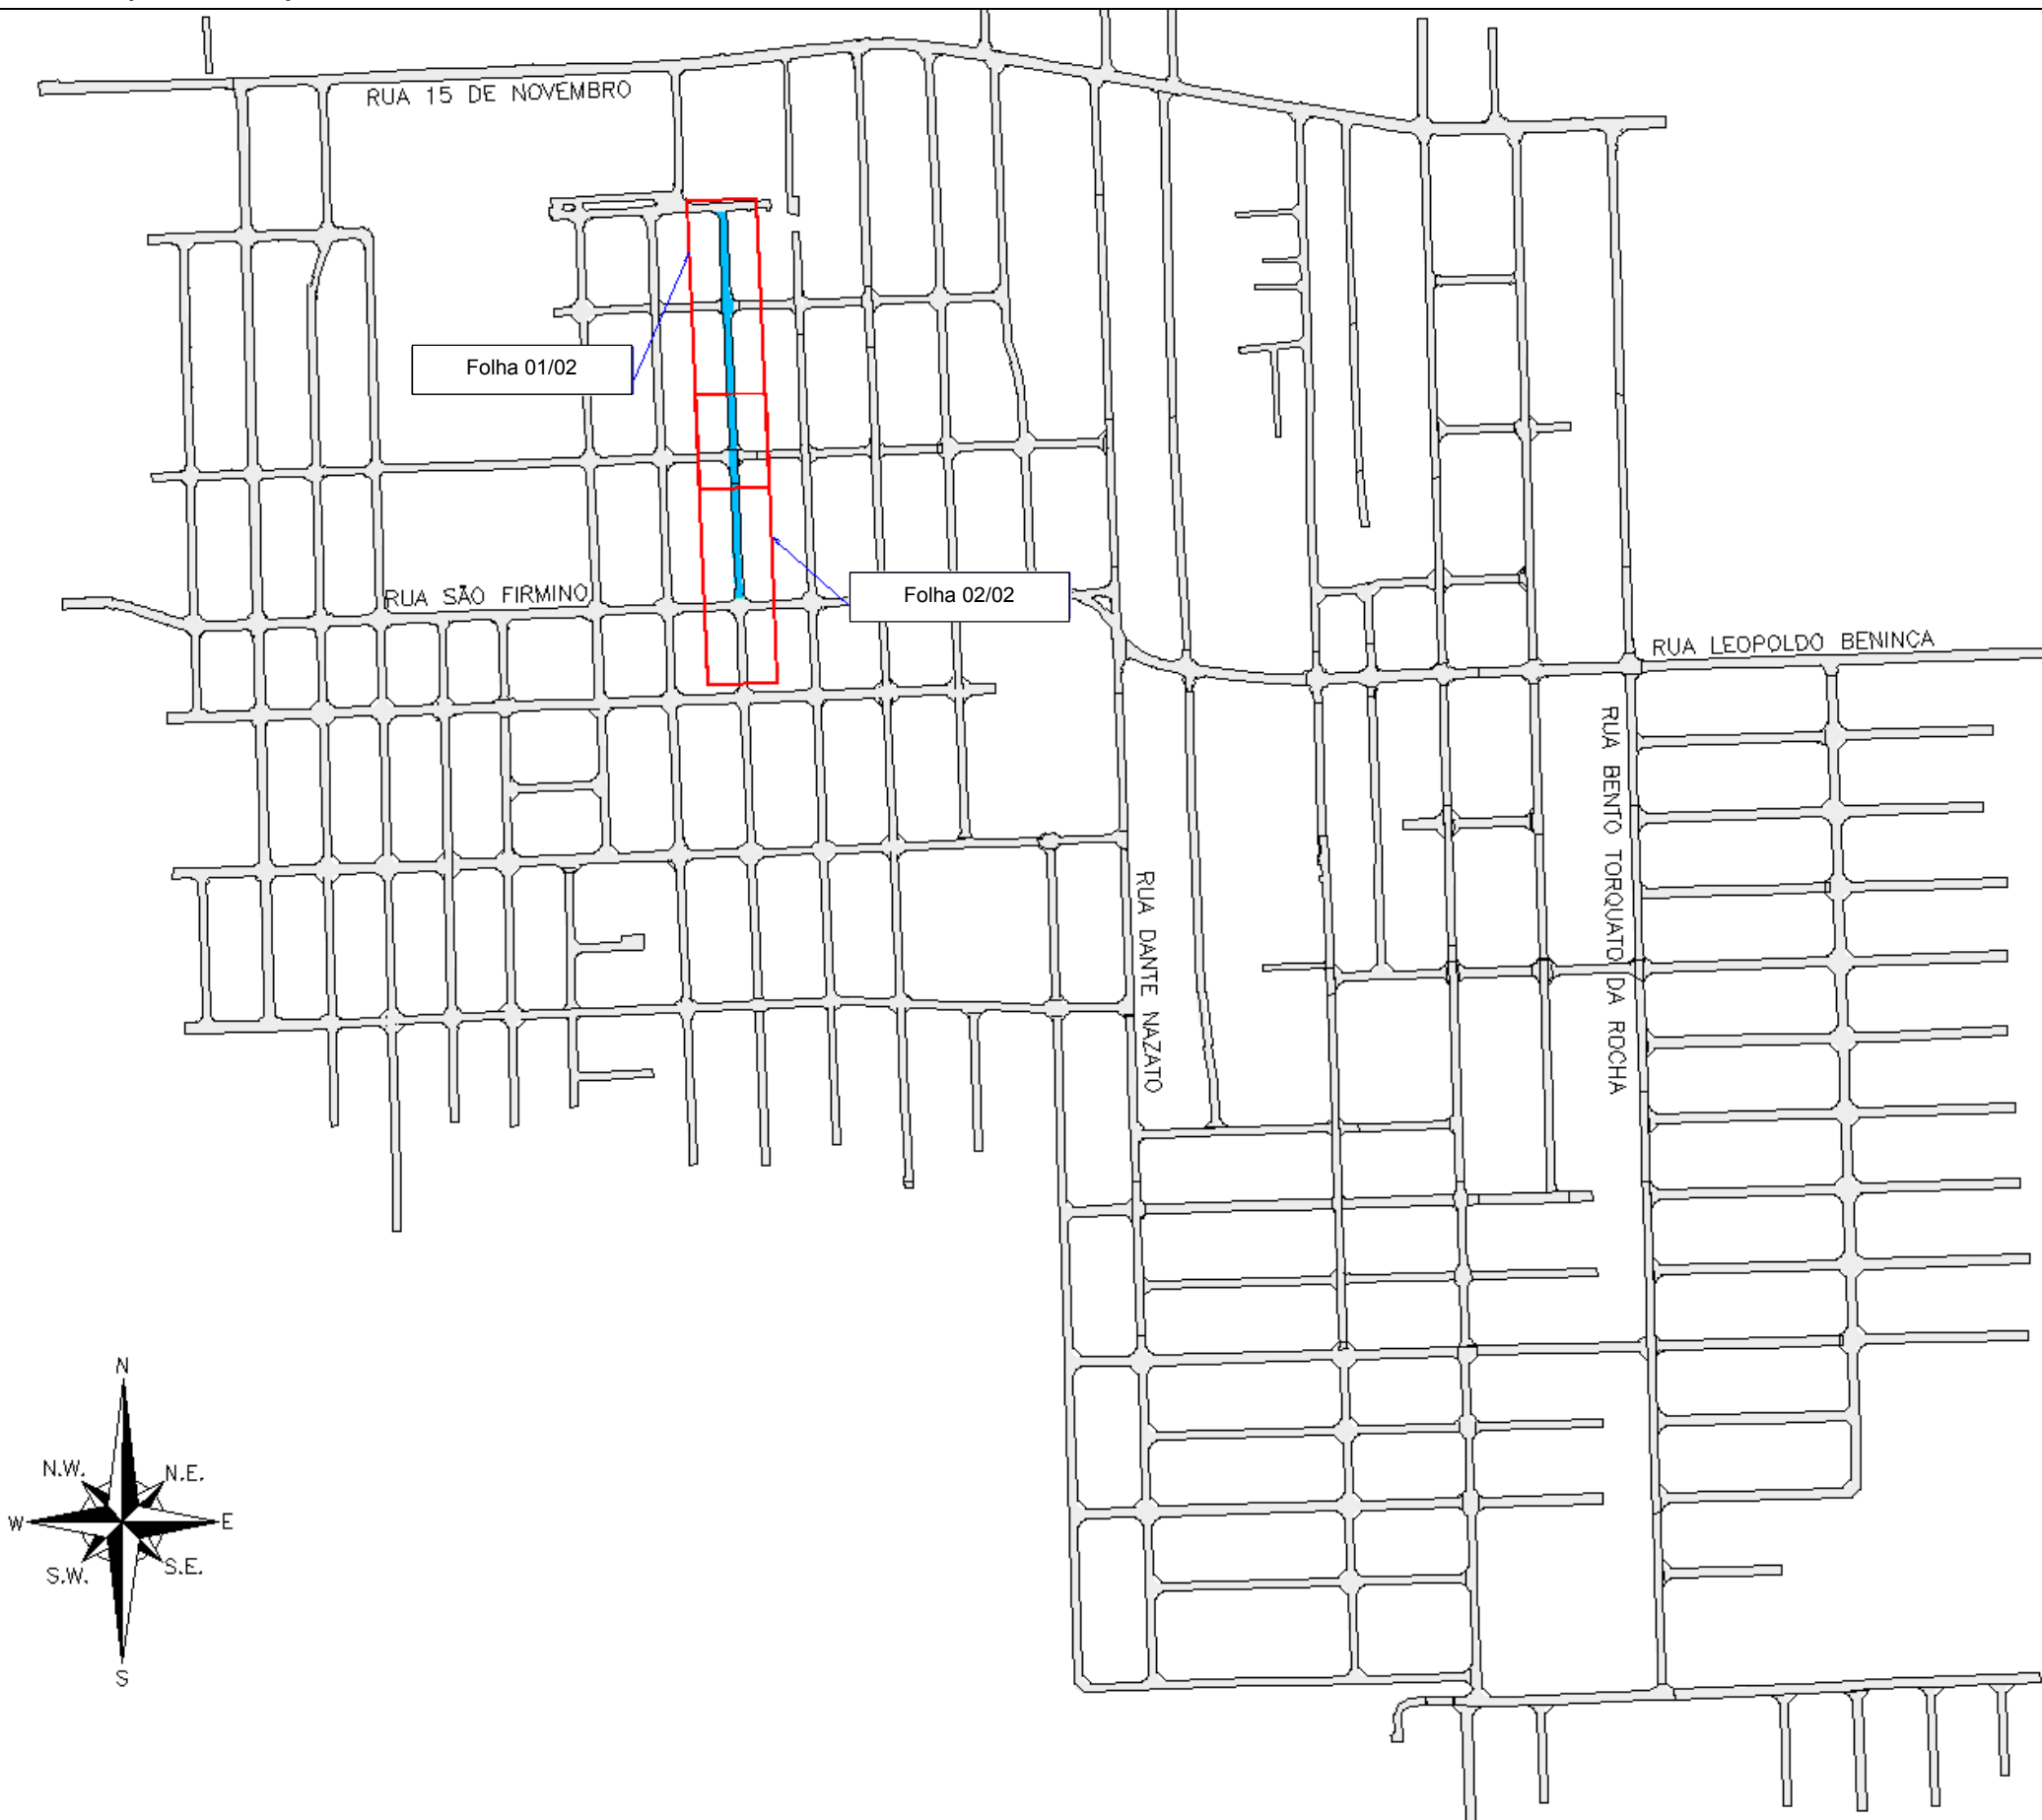 RUA 15 DE NOVEMBRO
Folha 01/02
RUA SÃO FIRMINO
Folha 02/02
RUA LEOPOLDO BENINCA
RUA BENTO TORQUATO DA ROCHA
RUA DANTE NAZATO
N
N.W.
N.E.
W
E
S.W.
S.E.
S